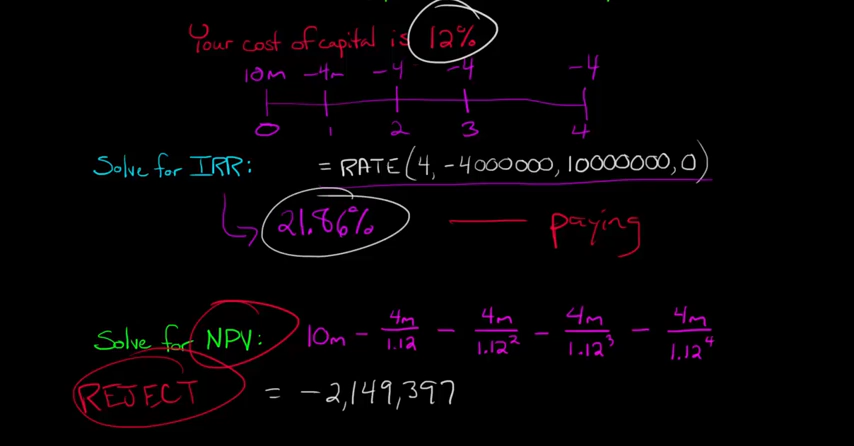 Your cost of capital is 12%
10m -4m -4 -4 -4
0 1 2 3 4
Solve for IRR: = RATE(4, -4000000, 10000000, 0)
21.86% — paying
Solve for NPV: 10m - 4m/1.12 - 4m/1.12² - 4m/1.12³ - 4m/1.12⁴
REJECT = -2,149,397